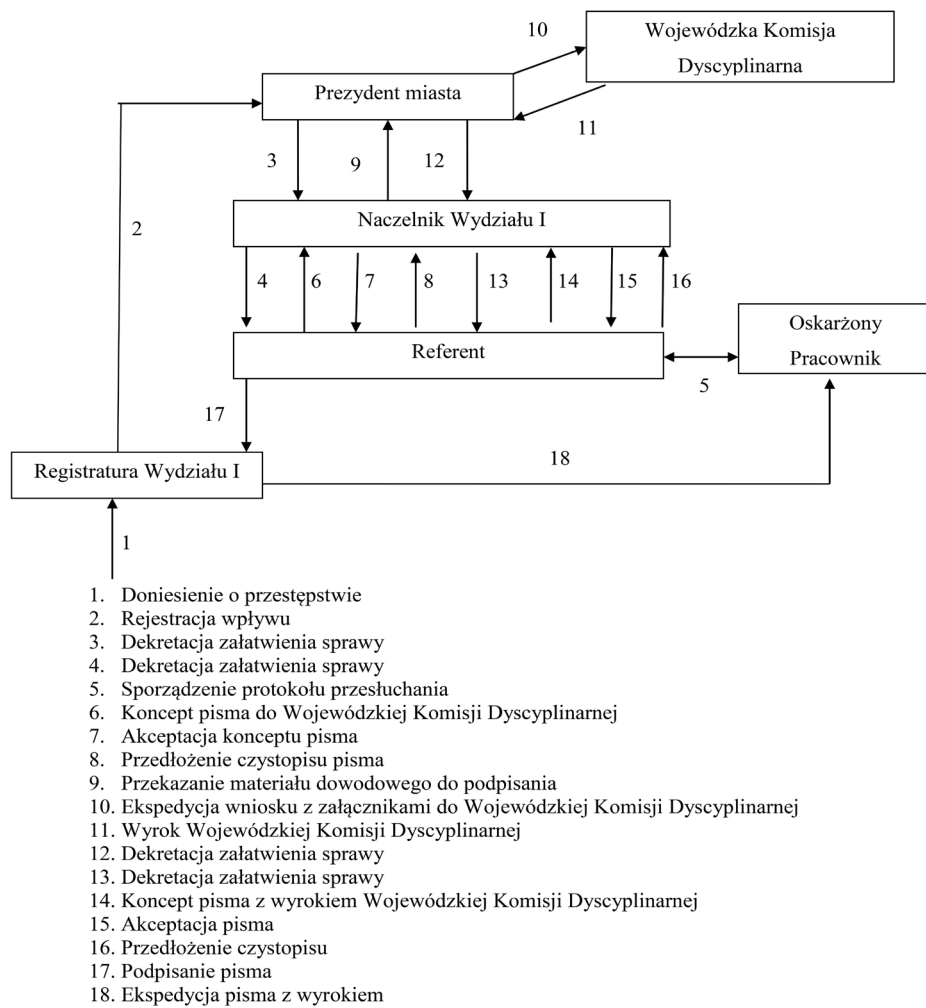 10
Wojewódzka Komisja
Dyscyplinarna
Prezydent miasta
11
3
9
12
Naczelnik Wydziału I
2
4
6
7
8
13
14
15
16
Oskarżony
Pracownik
Referent
5
17
18
Registratura Wydziału I
1
1. Doniesienie o przestępstwie
2. Rejestracja wpływu
3. Dekretacja załatwienia sprawy
4. Dekretacja załatwienia sprawy
5. Sporządzenie protokołu przesłuchania
6. Koncept pisma do Wojewódzkiej Komisji Dyscyplinarnej
7. Akceptacja konceptu pisma
8. Przedłożenie czystopisu pisma
9. Przekazanie materiału dowodowego do podpisania
10. Ekspedycja wniosku z załącznikami do Wojewódzkiej Komisji Dyscyplinarnej
11. Wyrok Wojewódzkiej Komisji Dyscyplinarnej
12. Dekretacja załatwienia sprawy
13. Dekretacja załatwienia sprawy
14. Koncept pisma z wyrokiem Wojewódzkiej Komisji Dyscyplinarnej
15. Akceptacja pisma
16. Przedłożenie czystopisu
17. Podpisanie pisma
18. Ekspedycja pisma z wyrokiem